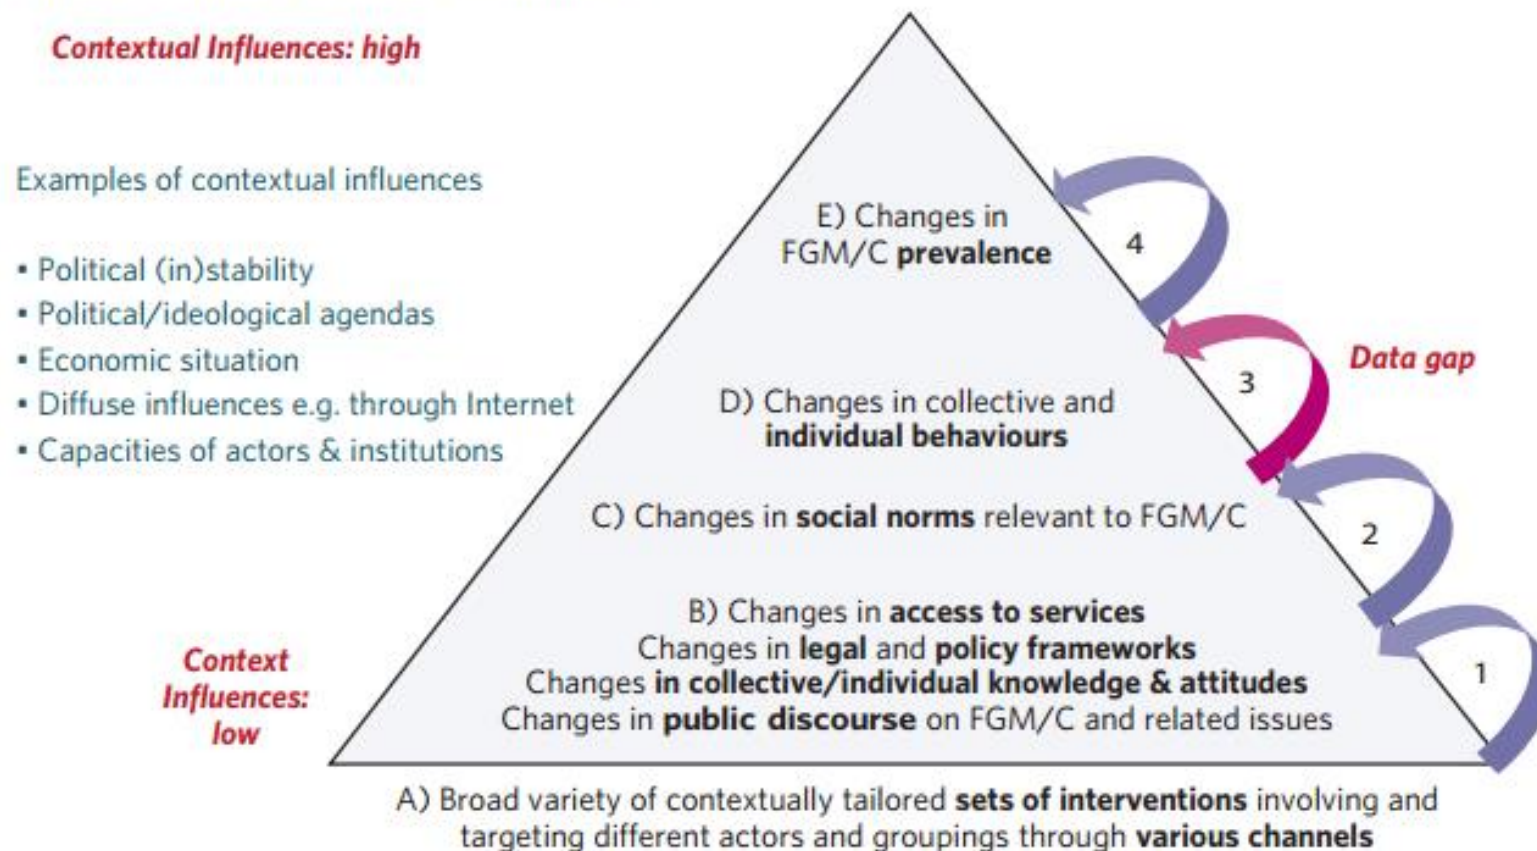 Contextual Influences: high
Examples of contextual influences
▪ Political (in)stability
▪ Political/ideological agendas
▪ Economic situation
▪ Diffuse influences e.g. through Internet
▪ Capacities of actors & institutions
E) Changes in
FGM/C prevalence
4
3
Data gap
D) Changes in collective and
individual behaviours
C) Changes in social norms relevant to FGM/C
2
B) Changes in access to services
Changes in legal and policy frameworks
Changes in collective/individual knowledge & attitudes
Changes in public discourse on FGM/C and related issues
1
Context
Influences:
low
A) Broad variety of contextually tailored sets of interventions involving and
targeting different actors and groupings through various channels